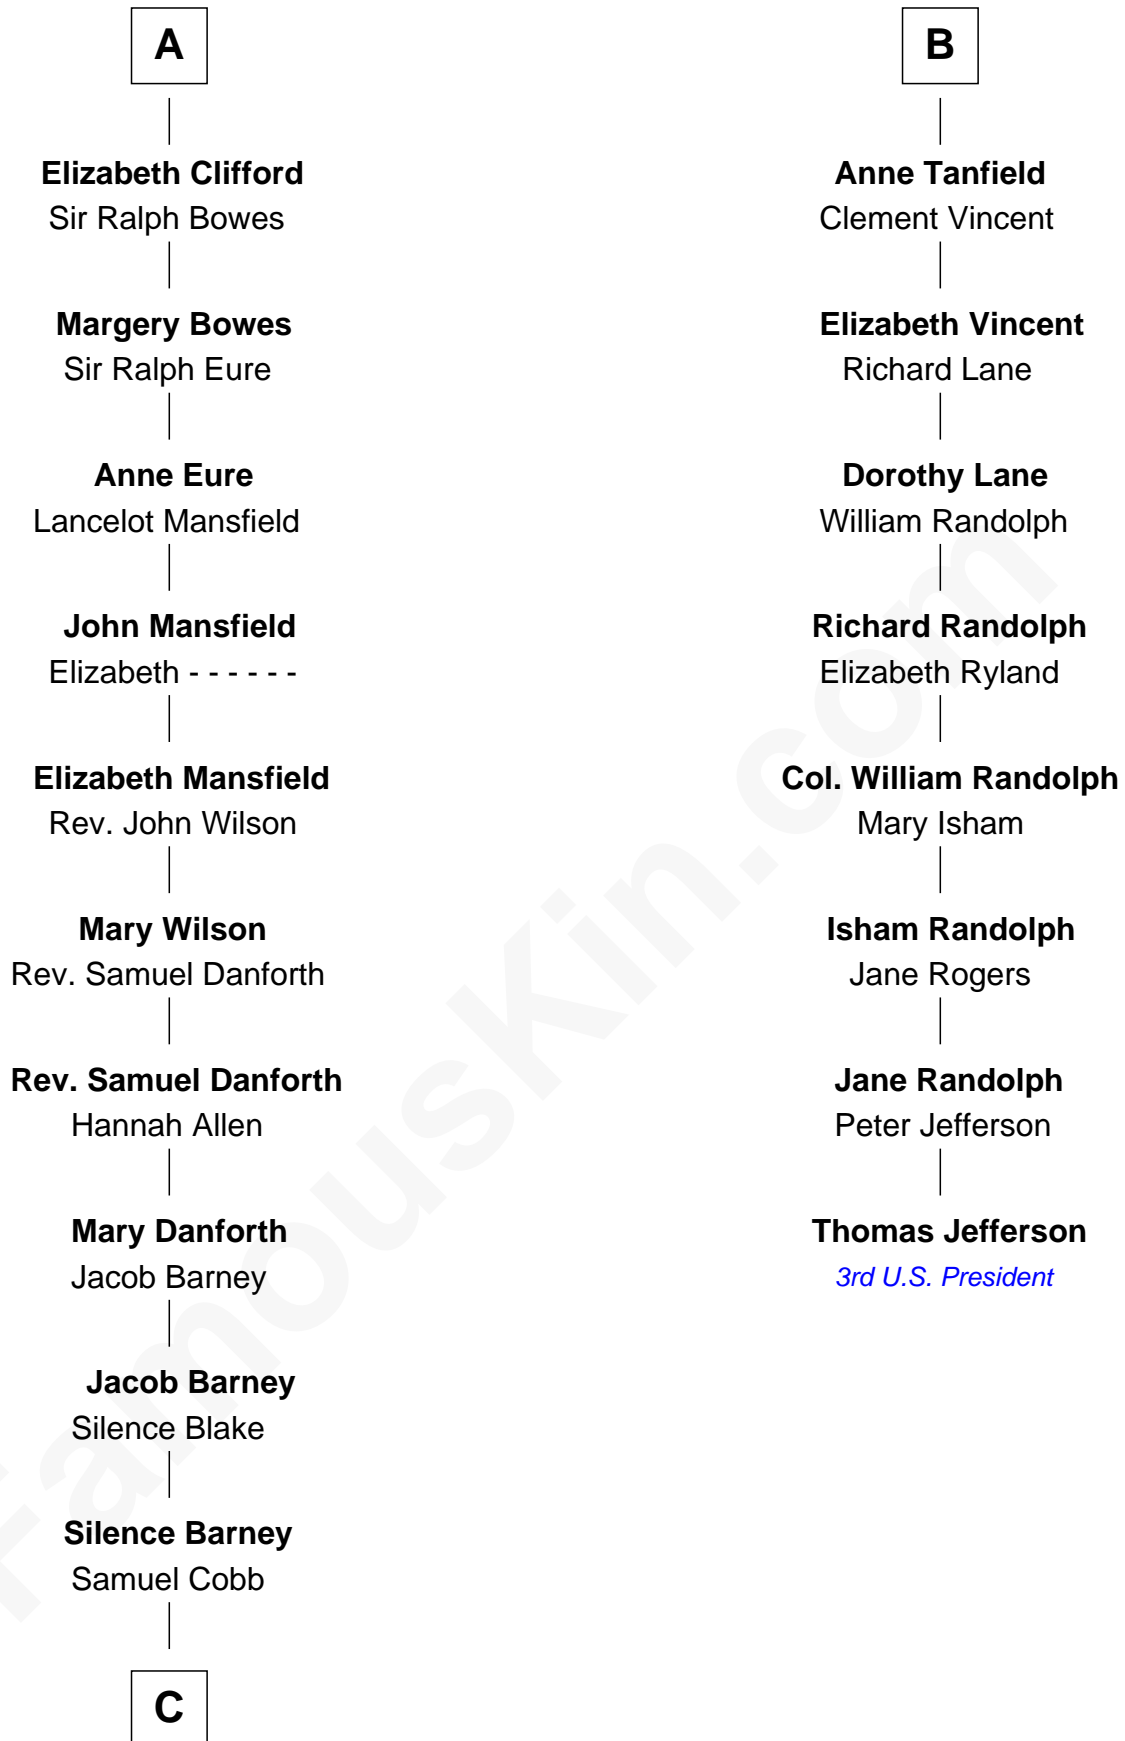 A
Elizabeth Clifford
Sir Ralph Bowes
Margery Bowes
Sir Ralph Eure
Anne Eure
Lancelot Mansfield
John Mansfield
Elizabeth - - - - - -
Elizabeth Mansfield
Rev. John Wilson
Mary Wilson
Rev. Samuel Danforth
Rev. Samuel Danforth
Hannah Allen
Mary Danforth
Jacob Barney
Jacob Barney
Silence Blake
Silence Barney
Samuel Cobb
C
B
Anne Tanfield
Clement Vincent
Elizabeth Vincent
Richard Lane
Dorothy Lane
William Randolph
Richard Randolph
Elizabeth Ryland
Col. William Randolph
Mary Isham
Isham Randolph
Jane Rogers
Jane Randolph
Peter Jefferson
Thomas Jefferson
3rd U.S. President
FamousKin.com